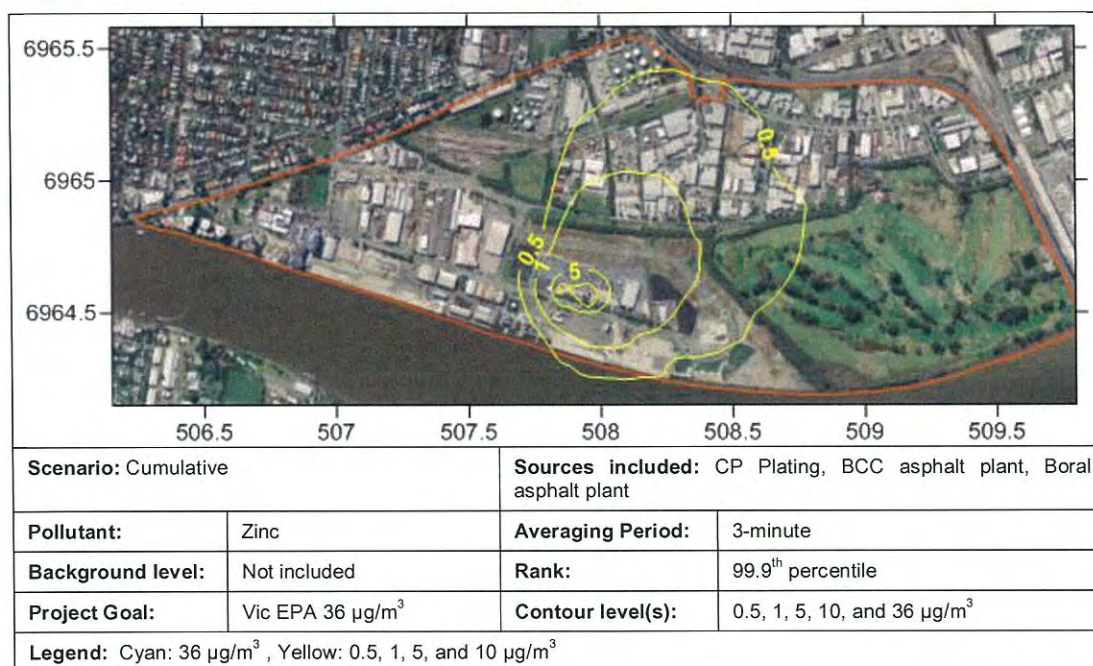 6965.5
6965
6964.5
0.5
0.5
1
5
506.5 507 507.5 508 508.5 509 509.5
Scenario: Cumulative
Sources included: CP Plating, BCC asphalt plant, Boral
asphalt plant
Pollutant: Zinc
Averaging Period: 3-minute
Background level: Not included
Rank: 99.9th percentile
Project Goal: Vic EPA 36 µg/m³
Contour level(s): 0.5, 1, 5, 10, and 36 µg/m³
Legend: Cyan: 36 µg/m³ , Yellow: 0.5, 1, 5, and 10 µg/m³